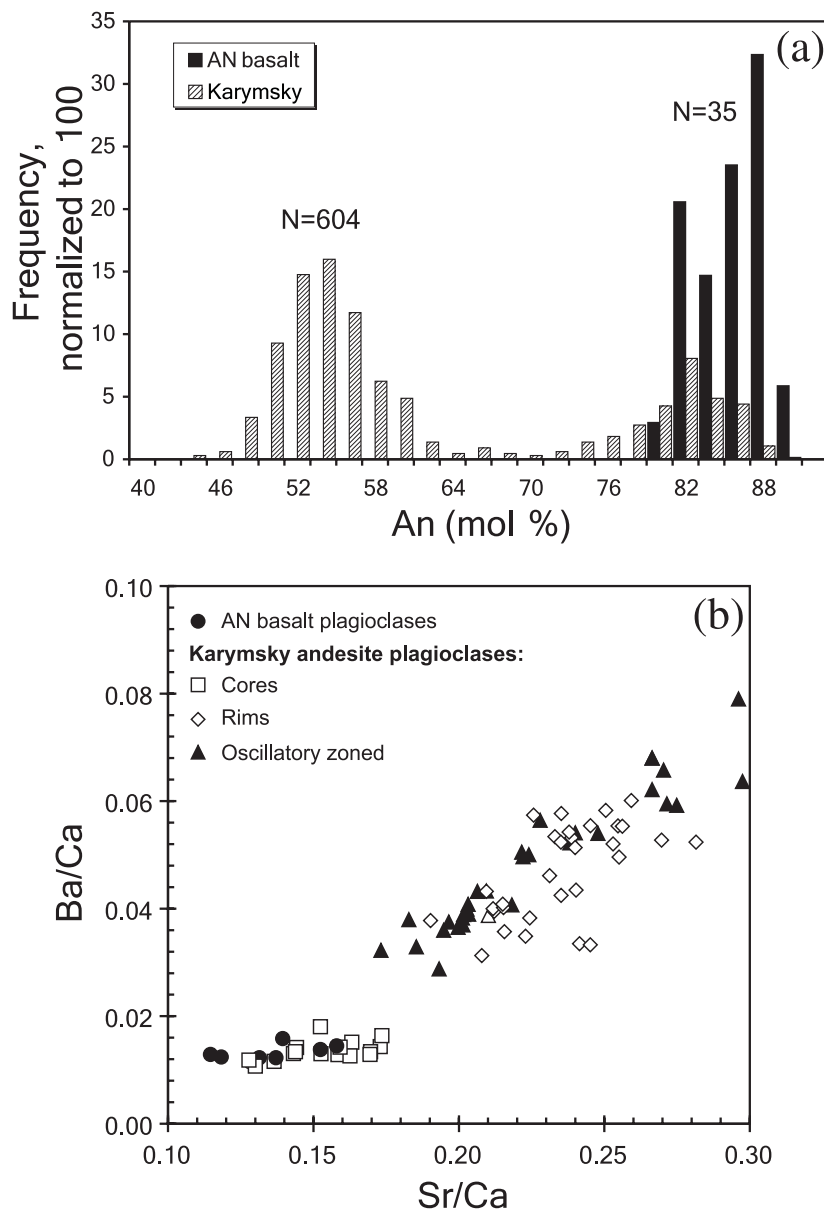 35
30
25
20
15
10
5
0
Frequency,
normalized to 100
AN basalt
Karymsky
(a)
N=35
N=604
40 46 52 58 64 70 76 82 88
An (mol %)
0.10
0.08
0.06
0.04
0.02
0.00
Ba/Ca
(b)
AN basalt plagioclases
Karymsky andesite plagioclases:
Cores
Rims
Oscillatory zoned
0.10 0.15 0.20 0.25 0.30
Sr/Ca